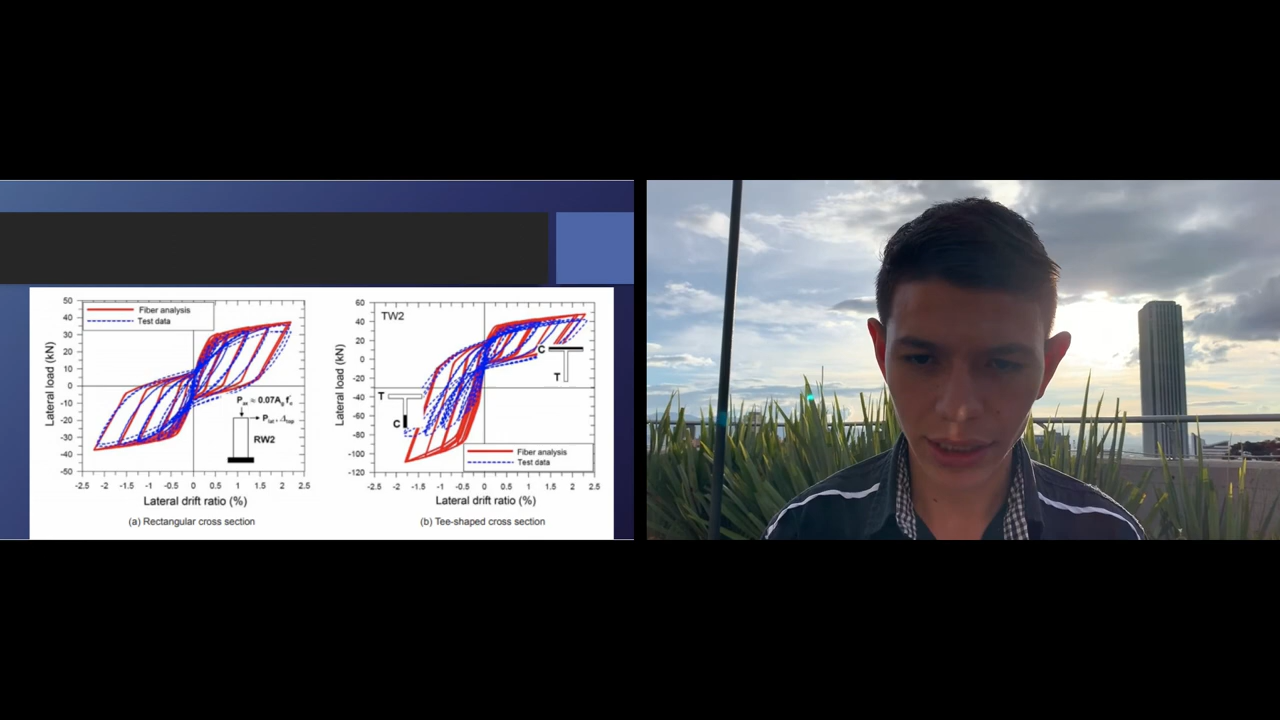 50
40
30
20
10
0
-10
-20
-30
-40
-50
Lateral load (kN)
Fiber analysis
Test data
Pax ≈ 0.07Ag f'c
Plat , Δtop
RW2
-2.5 -2 -1.5 -1 -0.5 0 0.5 1 1.5 2 2.5
Lateral drift ratio (%)
(a) Rectangular cross section
60
40
20
0
-20
-40
-60
-80
-100
-120
Lateral load (kN)
TW2
C
T
T
C
Fiber analysis
Test data
-2.5 -2 -1.5 -1 -0.5 0 0.5 1 1.5 2 2.5
Lateral drift ratio (%)
(b) Tee-shaped cross section